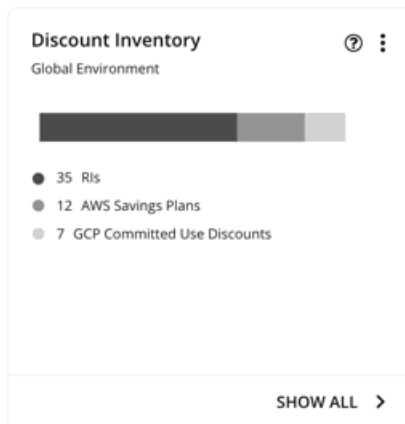 Discount Inventory
Global Environment
35 RIs
12 AWS Savings Plans
7 GCP Committed Use Discounts
SHOW ALL